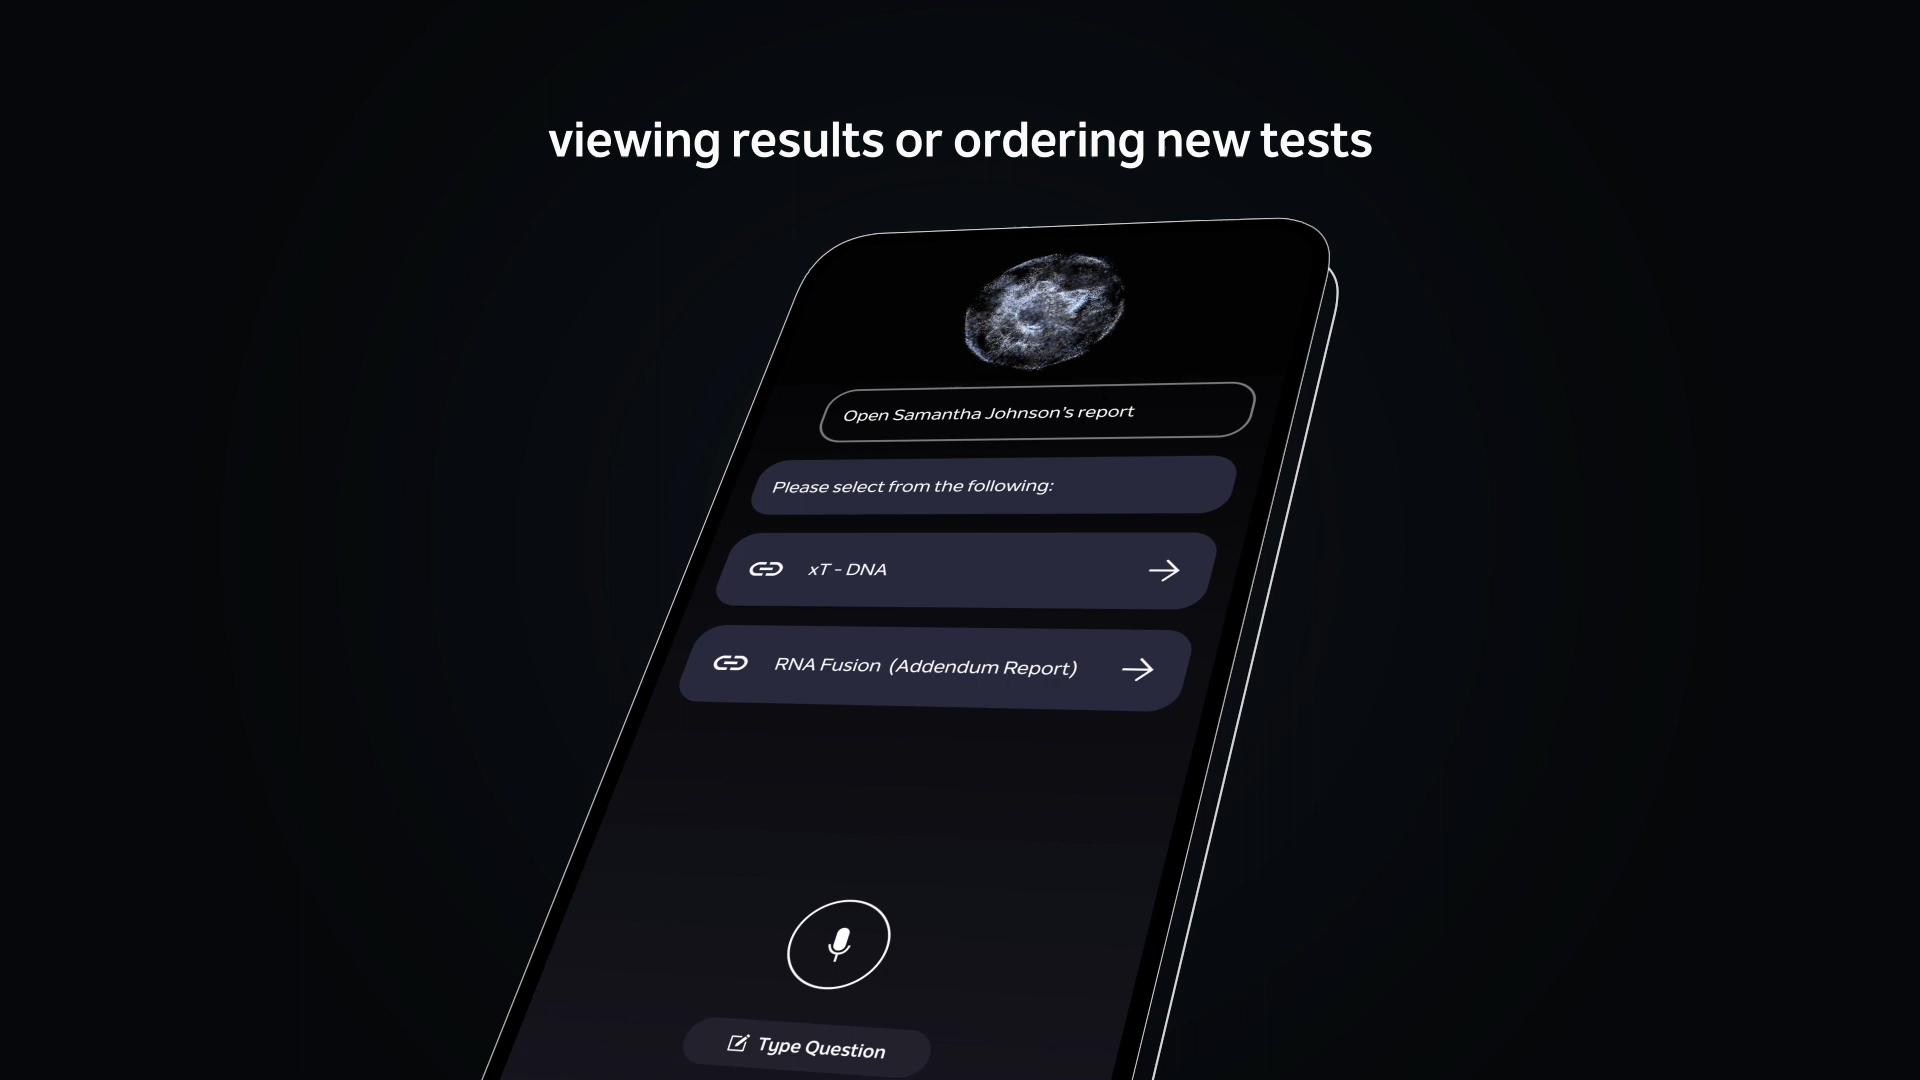 viewing results or ordering new tests
Open Samantha Johnson's report
Please select from the following:
xT - DNA
RNA Fusion (Addendum Report)
Type Question